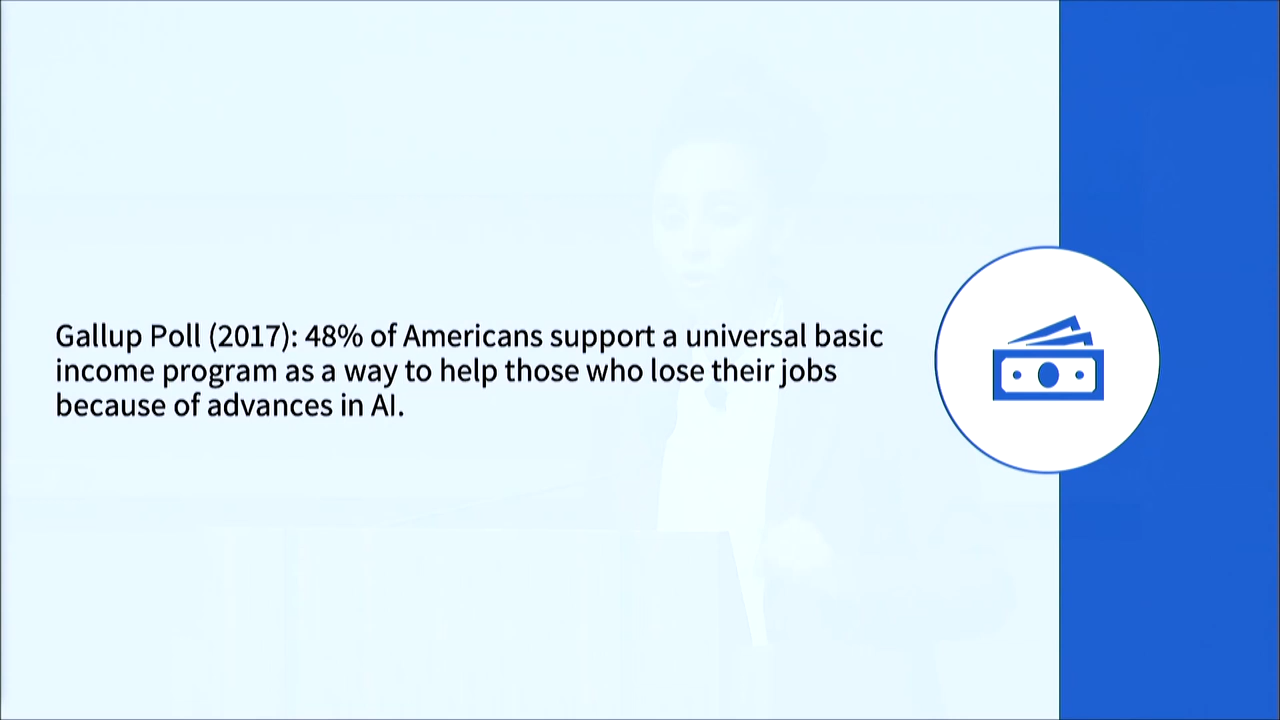 Gallup Poll (2017): 48% of Americans support a universal basic
income program as a way to help those who lose their jobs
because of advances in AI.